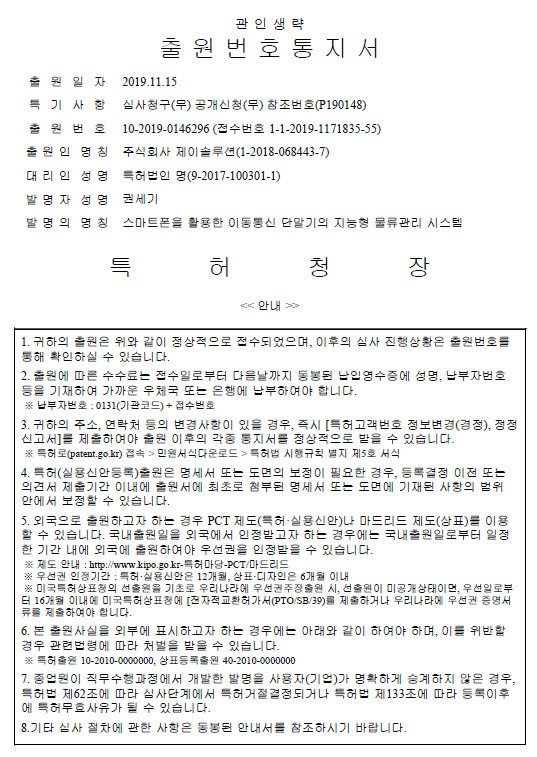 관 인 생 략
출 원 번 호 통 지 서
출 원 일 자 2019.11.15
특 기 사 항 심사청구(무) 공개신청(무) 참조번호(P190148)
출 원 번 호 10-2019-0146296 (접수번호 1-1-2019-1171835-55)
출 원 인 명 칭 주식회사 제이솔루션(1-2018-068443-7)
대 리 인 성 명 특허법인 명(9-2017-100301-1)
발 명 자 성 명 권세기
발 명 의 명 칭 스마트폰을 활용한 이동통신 단말기의 지능형 물류관리 시스템
특 허 청 장
<< 안내 >>
1. 귀하의 출원은 위와 같이 정상적으로 접수되었으며, 이후의 심사 진행상황은 출원번호를
통해 확인하실 수 있습니다.
2. 출원에 따른 수수료는 접수일로부터 다음날까지 동봉된 납입영수증에 성명, 납부자번호
등을 기재하여 가까운 우체국 또는 은행에 납부하여야 합니다.
※ 납부자번호 : 0131(기관코드) + 접수번호
3. 귀하의 주소, 연락처 등의 변경사항이 있을 경우, 즉시 [특허고객번호 정보변경(경정), 정정
신고서]를 제출하여야 출원 이후의 각종 통지서를 정상적으로 받을 수 있습니다.
※ 특허로(patent.go.kr) 접속 > 민원서식다운로드 > 특허법 시행규칙 별지 제5호 서식
4. 특허(실용신안등록)출원은 명세서 또는 도면의 보정이 필요한 경우, 등록결정 이전 또는
의견서 제출기간 이내에 출원서에 최초로 첨부된 명세서 또는 도면에 기재된 사항의 범위
안에서 보정할 수 있습니다.
5. 외국으로 출원하고자 하는 경우 PCT 제도(특허·실용신안)나 마드리드 제도(상표)를 이용
할 수 있습니다. 국내출원일을 외국에서 인정받고자 하는 경우에는 국내출원일로부터 일정
한 기간 내에 외국에 출원하여야 우선권을 인정받을 수 있습니다.
※ 제도 안내 : http://www.kipo.go.kr-특허마당-PCT/마드리드
※ 우선권 인정기간 : 특허·실용신안은 12개월, 상표·디자인은 6개월 이내
※ 미국특허상표청의 선출원을 기초로 우리나라에 우선권주장출원 시, 선출원이 미공개상태이면, 우선일로부
터 16개월 이내에 미국특허상표청에 [전자적교환허가서(PTO/SB/39)를 제출하거나 우리나라에 우선권 증명서
류를 제출하여야 합니다.
6. 본 출원사실을 외부에 표시하고자 하는 경우에는 아래와 같이 하여야 하며, 이를 위반할
경우 관련법령에 따라 처벌을 받을 수 있습니다.
※ 특허출원 10-2010-0000000, 상표등록출원 40-2010-0000000
7. 종업원이 직무수행과정에서 개발한 발명을 사용자(기업)가 명확하게 승계하지 않은 경우,
특허법 제62조에 따라 심사단계에서 특허거절결정되거나 특허법 제133조에 따라 등록이후
에 특허무효사유가 될 수 있습니다.
8.기타 심사 절차에 관한 사항은 동봉된 안내서를 참조하시기 바랍니다.